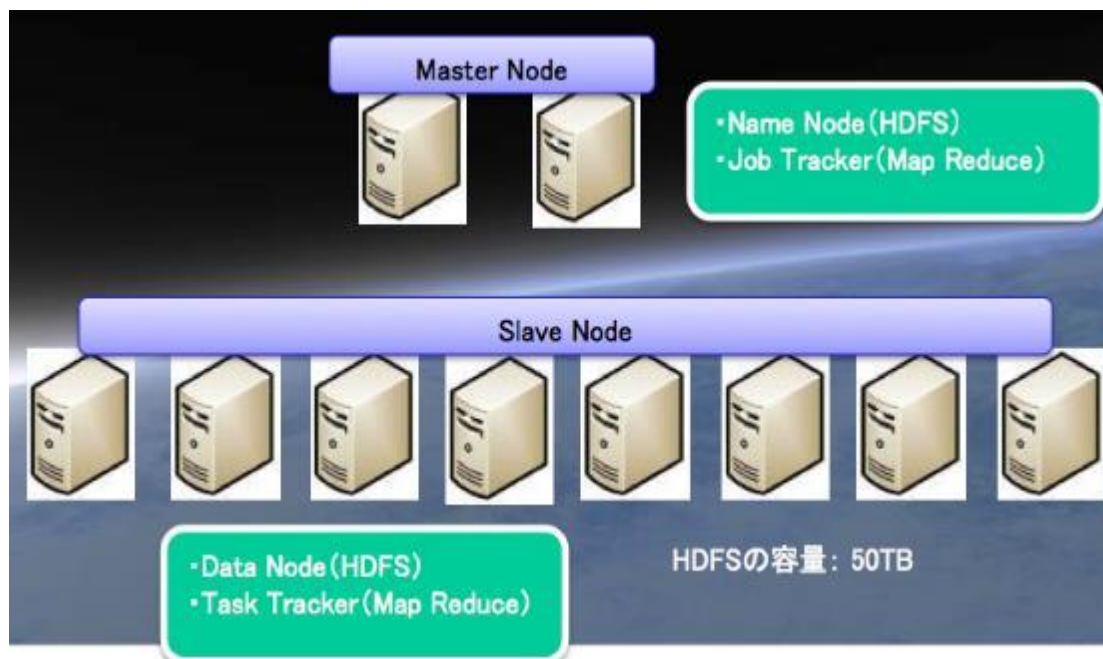 Master Node
・Name Node(HDFS)
・Job Tracker(Map Reduce)
Slave Node
・Data Node(HDFS)
・Task Tracker(Map Reduce)
HDFSの容量: 50TB